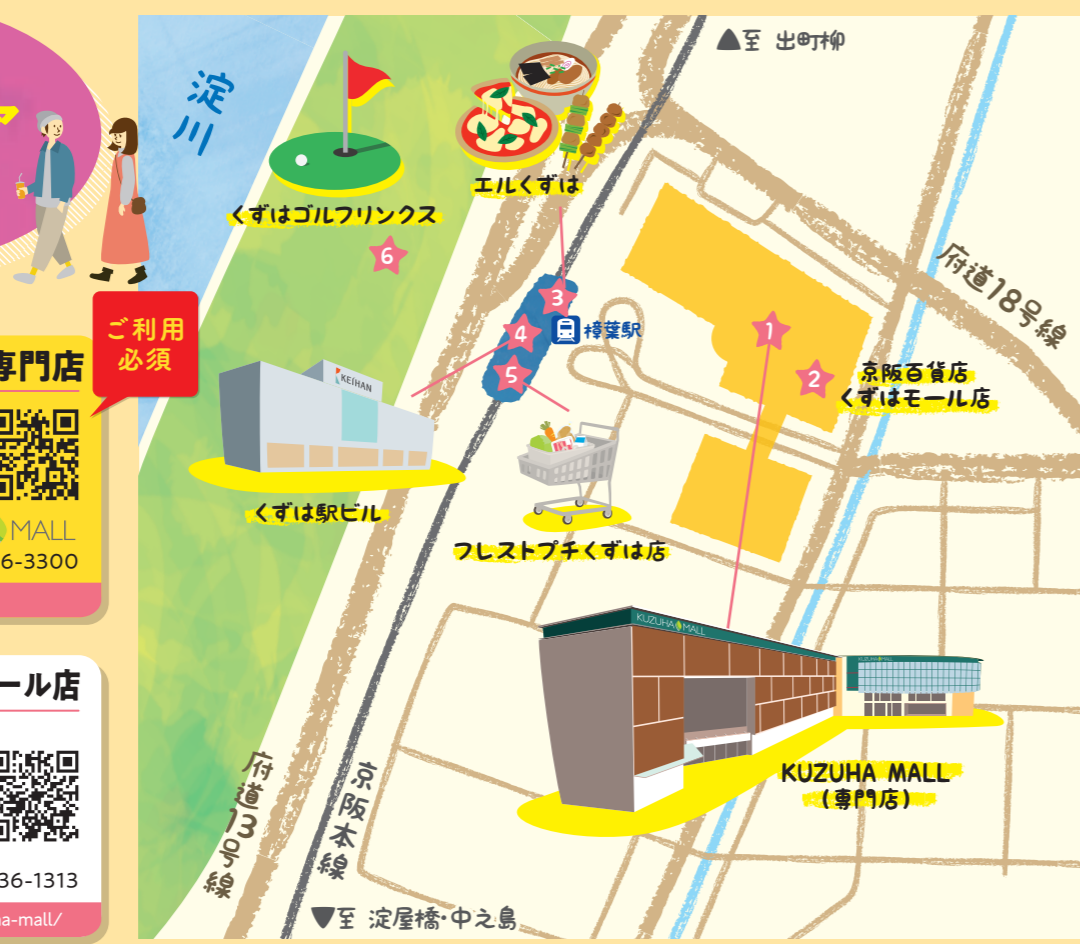 至 出町柳
淀川
エルくずは
くずはゴルフリンクス
6
府道18号線
3
ご利用
必須
4
樟葉駅
1
5
2
京阪百貨店
くずはモール店
専門店
KEIHAN
くずは駅ビル
MALL
6-3300
フレストプチくずは店
KUZUHA MALL
KUZUHA MALL
ール店
KUZUHA MALL
(専門店)
府道13号線
京阪本線
36-1313
a-mall/
至 淀屋橋・中之島